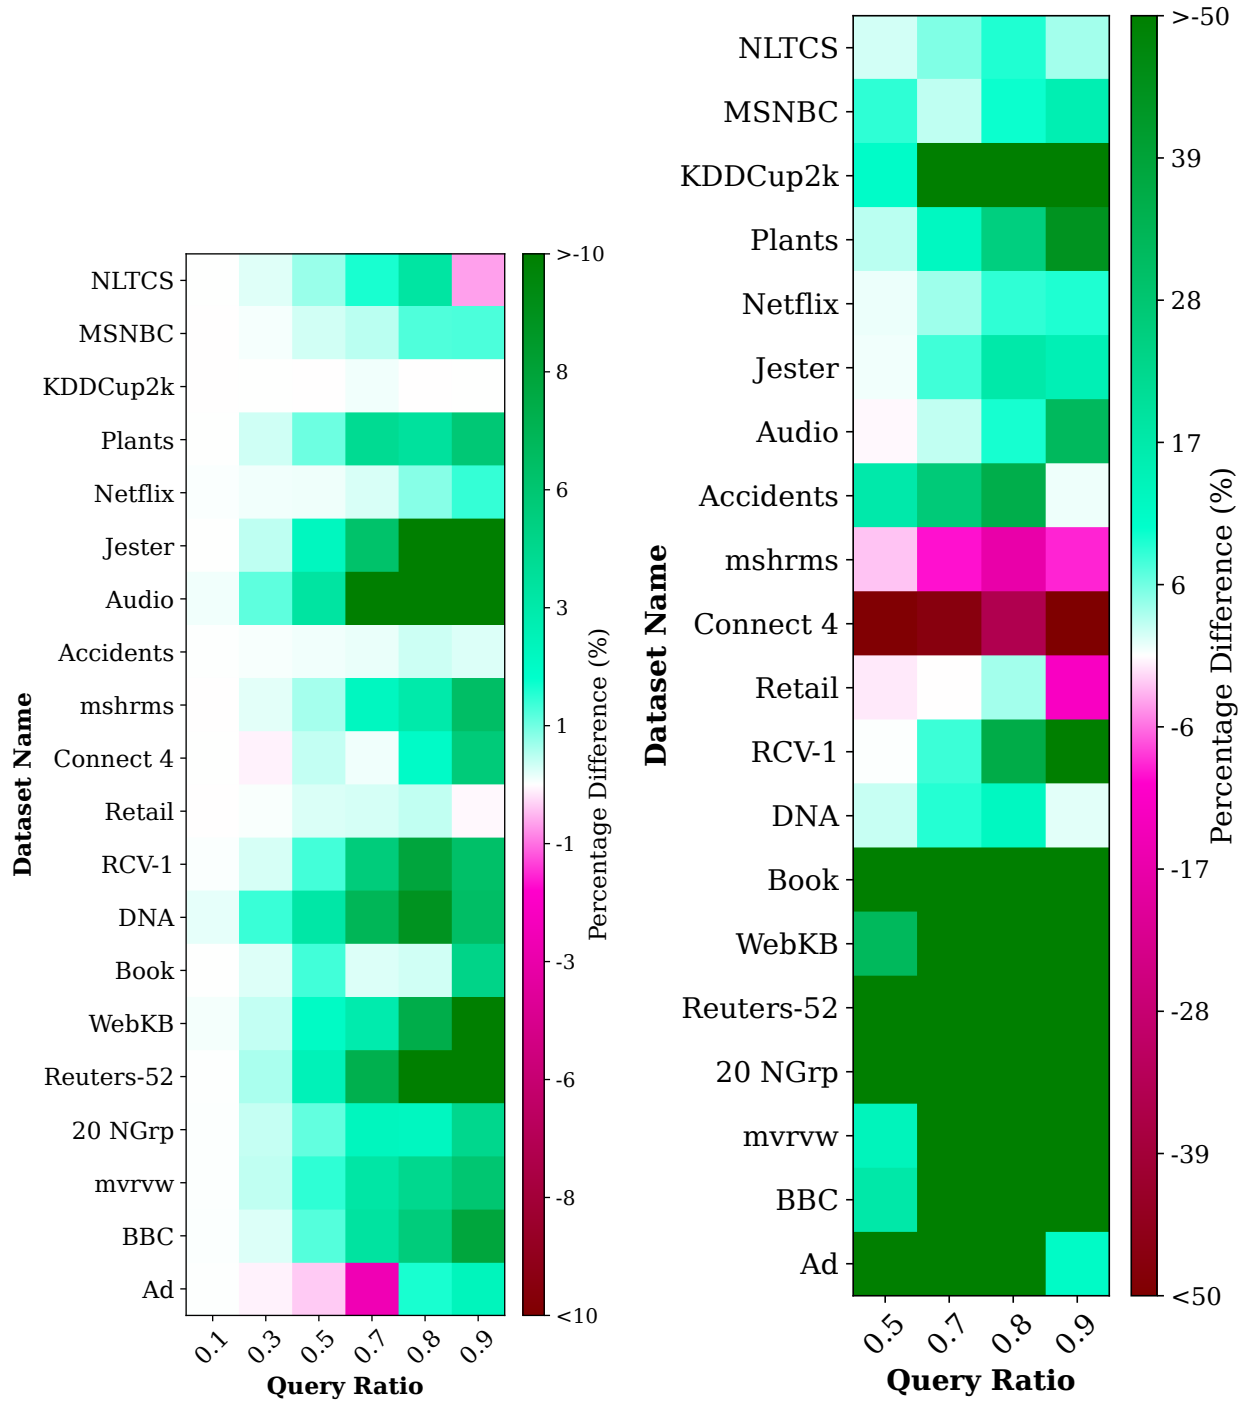 NLTCS
MSNBC
KDDCup2k
Plants
Netflix
Jester
Audio
Accidents
mshrms
Connect 4
Retail
RCV-1
DNA
Book
WebKB
Reuters-52
20 NGrp
mvrvw
BBC
Ad
Dataset Name
0.1 0.3 0.5 0.7 0.8 0.9
Query Ratio
>-10
8
6
3
1
-1
-3
-6
-8
<10
Percentage Difference (%)
NLTCS
MSNBC
KDDCup2k
Plants
Netflix
Jester
Audio
Accidents
mshrms
Connect 4
Retail
RCV-1
DNA
Book
WebKB
Reuters-52
20 NGrp
mvrvw
BBC
Ad
Dataset Name
0.5 0.7 0.8 0.9
Query Ratio
>-50
39
28
17
6
-6
-17
-28
-39
<50
Percentage Difference (%)